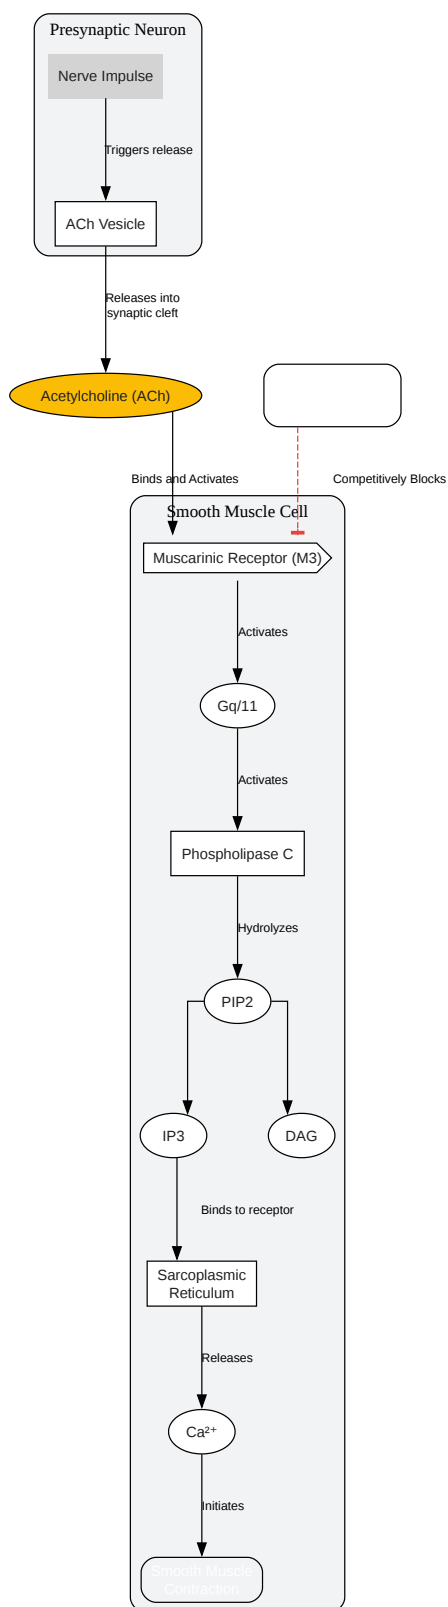 Presynaptic Neuron
Nerve Impulse
Triggers release
ACh Vesicle
Releases into
synaptic cleft
Acetylcholine (ACh)
Binds and Activates
Competitively Blocks
Smooth Muscle Cell
Muscarinic Receptor (M3)
Activates
Gq/11
Activates
Phospholipase C
Hydrolyzes
PIP2
IP3
DAG
Binds to receptor
Sarcoplasmic
Reticulum
Releases
Ca²⁺
Initiates
Smooth Muscle
Contraction